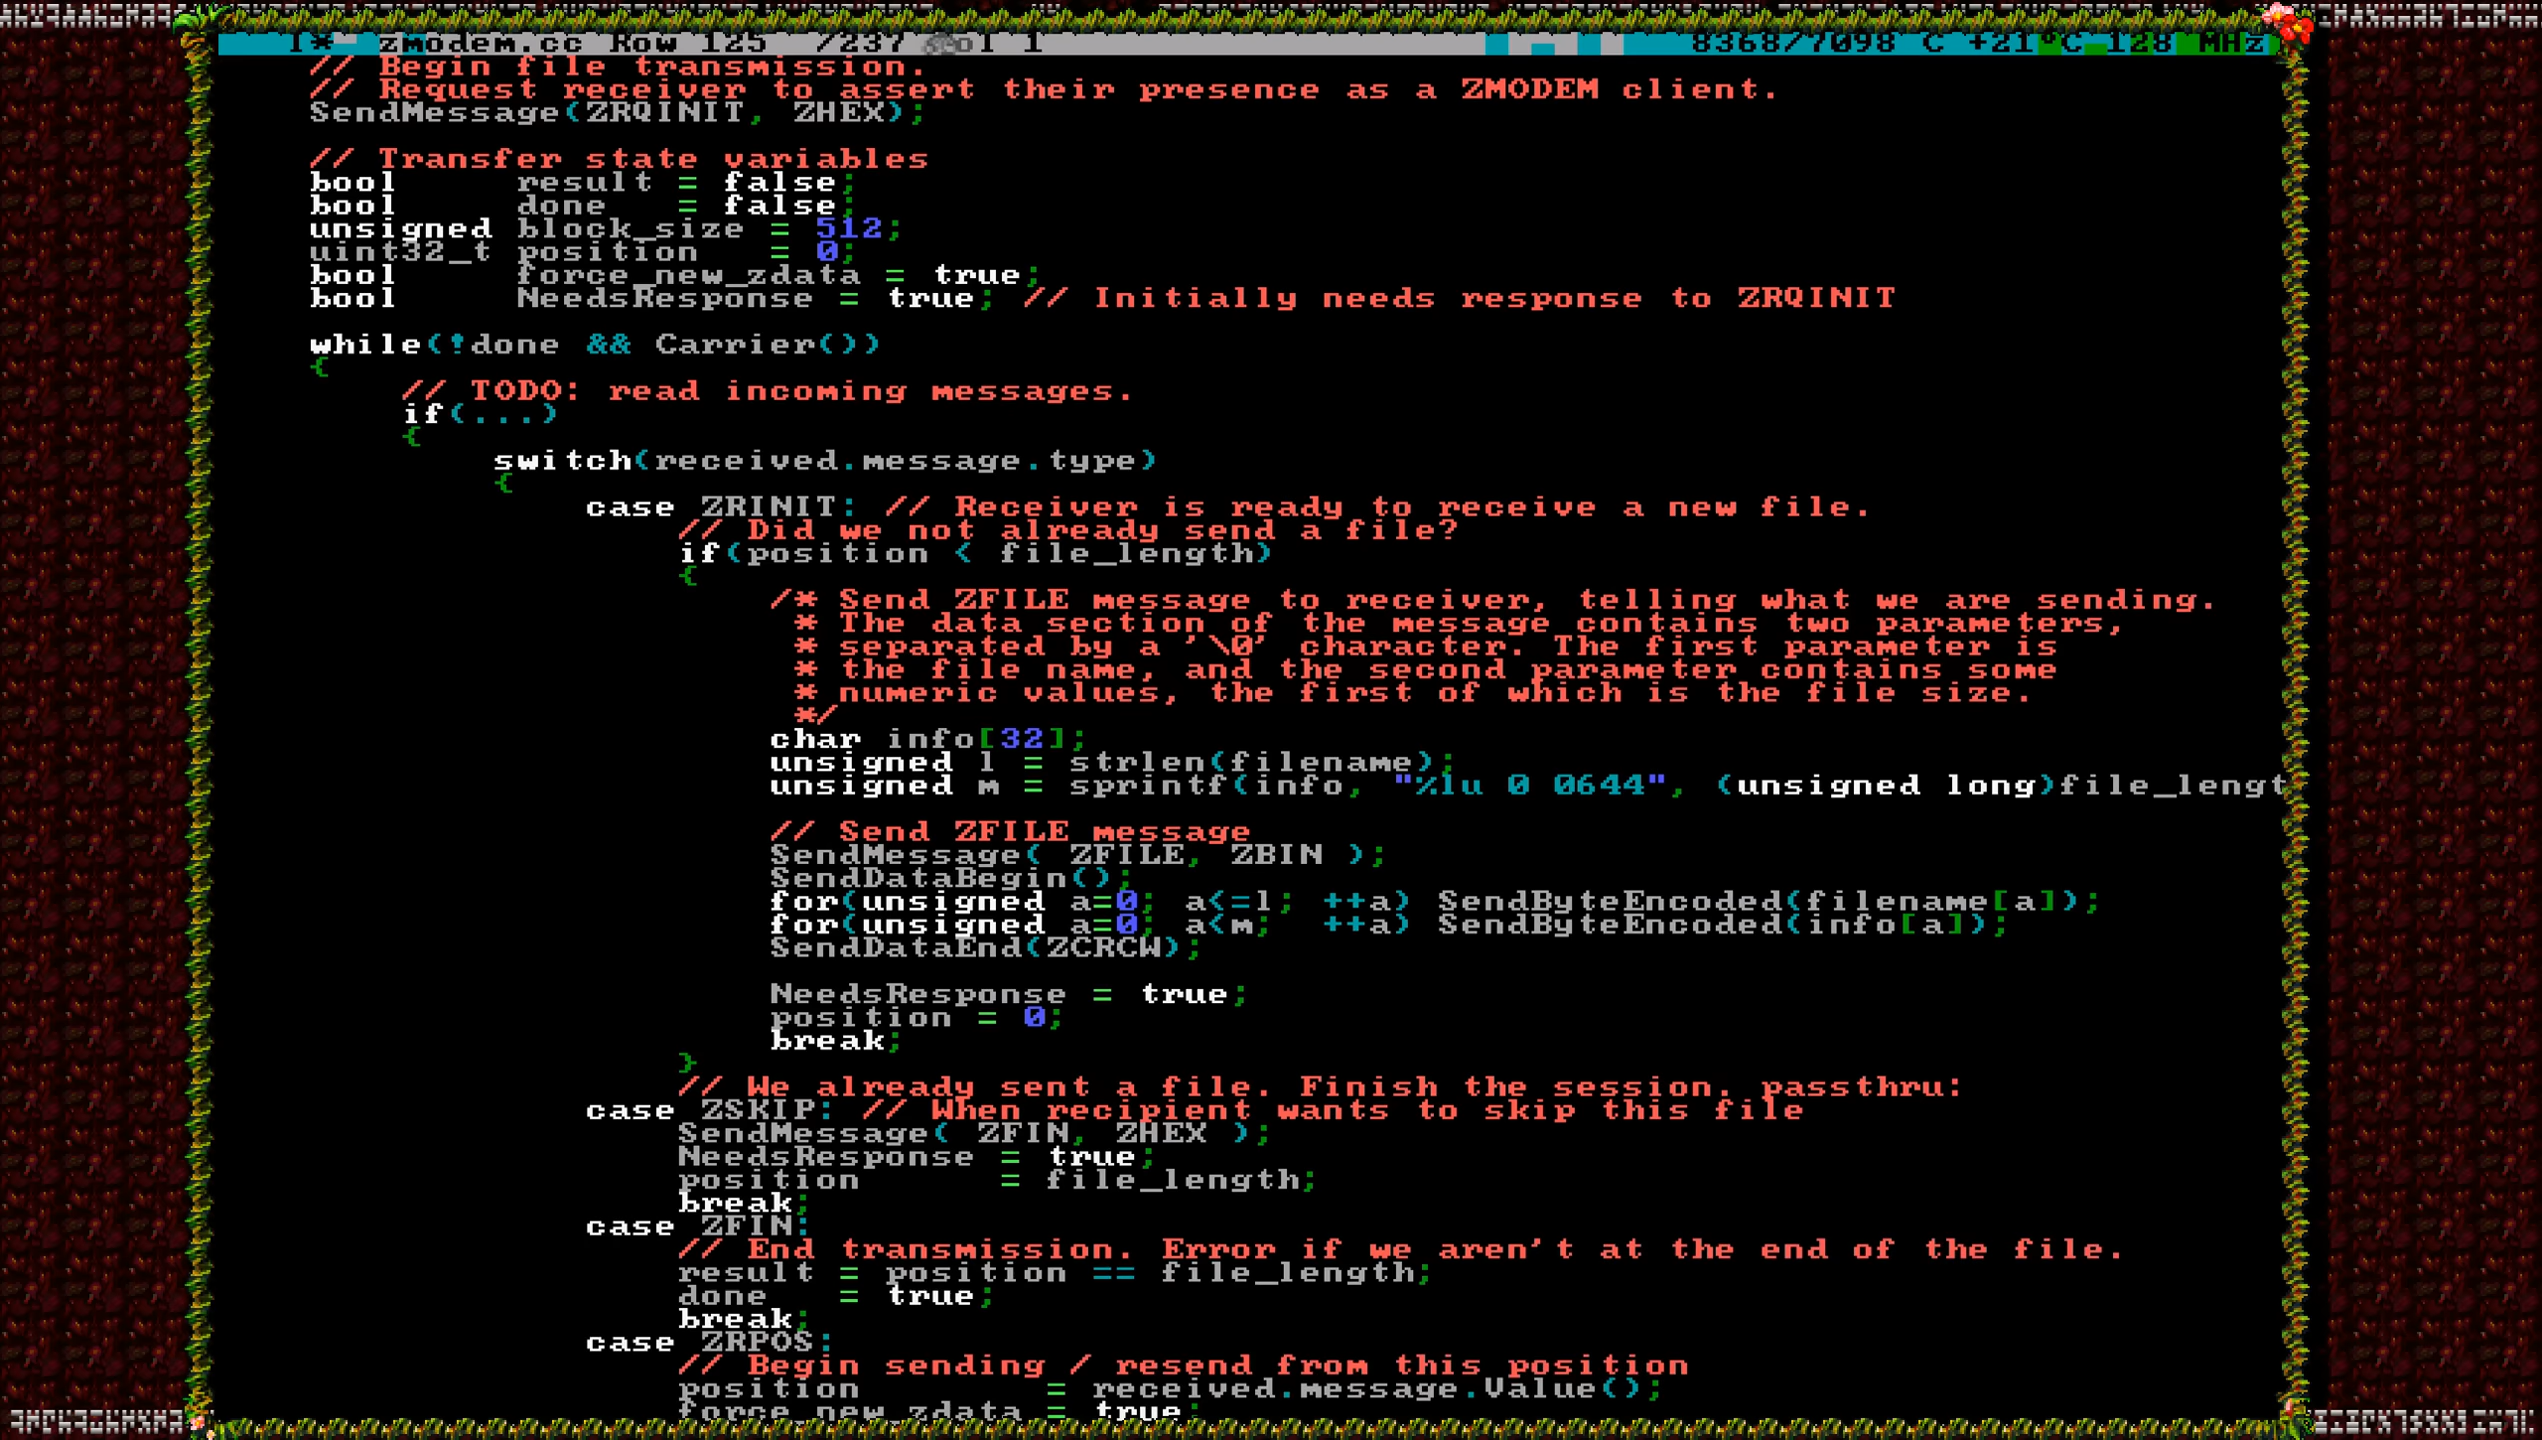 1* zmodem.cc Row 125 /237 Col 1 8368/7098 C +21°C 128 MHz
// Begin file transmission.
// Request receiver to assert their presence as a ZMODEM client.
SendMessage(ZRQINIT, ZHEX);
// Transfer state variables
bool result = false;
bool done = false;
unsigned block_size = 512;
uint32_t position = 0;
bool force_new_zdata = true;
bool NeedsResponse = true; // Initially needs response to ZRQINIT
while(!done && Carrier())
{
// TODO: read incoming messages.
if(...)
{
switch(received.message.type)
{
case ZRINIT: // Receiver is ready to receive a new file.
// Did we not already send a file?
if(position < file_length)
{
/* Send ZFILE message to receiver, telling what we are sending.
* The data section of the message contains two parameters,
* separated by a '\0' character. The first parameter is
* the file name, and the second parameter contains some
* numeric values, the first of which is the file size.
*/
char info[32];
unsigned l = strlen(filename);
unsigned m = sprintf(info, "%lu 0 0644", (unsigned long)file_lengt
// Send ZFILE message
SendMessage( ZFILE, ZBIN );
SendDataBegin();
for(unsigned a=0; a<=l; ++a) SendByteEncoded(filename[a]);
for(unsigned a=0; a<m; ++a) SendByteEncoded(info[a]);
SendDataEnd(ZCRCW);
NeedsResponse = true;
position = 0;
break;
}
// We already sent a file. Finish the session. passthru:
case ZSKIP: // When recipient wants to skip this file
SendMessage( ZFIN, ZHEX );
NeedsResponse = true;
position = file_length;
break;
case ZFIN:
// End transmission. Error if we aren't at the end of the file.
result = position == file_length;
done = true;
break;
case ZRPOS:
// Begin sending / resend from this position
position = received.message.Value();
force_new_zdata = true;